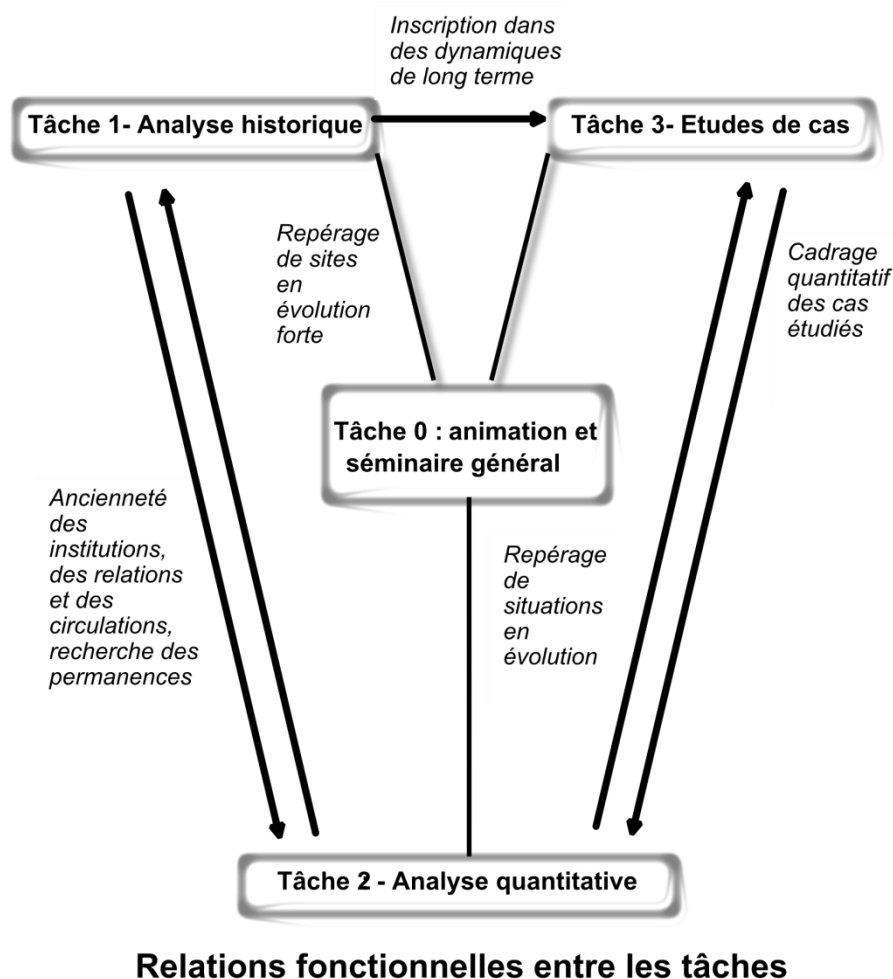 Inscription dans
des dynamiques
de long terme
Tâche 1- Analyse historique
Tâche 3- Etudes de cas
Repérage
de sites
en
évolution
forte
Cadrage
quantitatif
des cas
étudiés
Tâche 0 : animation et
séminaire général
Ancienneté
des
institutions,
des relations
et des
circulations,
recherche des
permanences
Repérage
de
situations
en
évolution
Tâche 2 - Analyse quantitative
Relations fonctionnelles entre les tâches